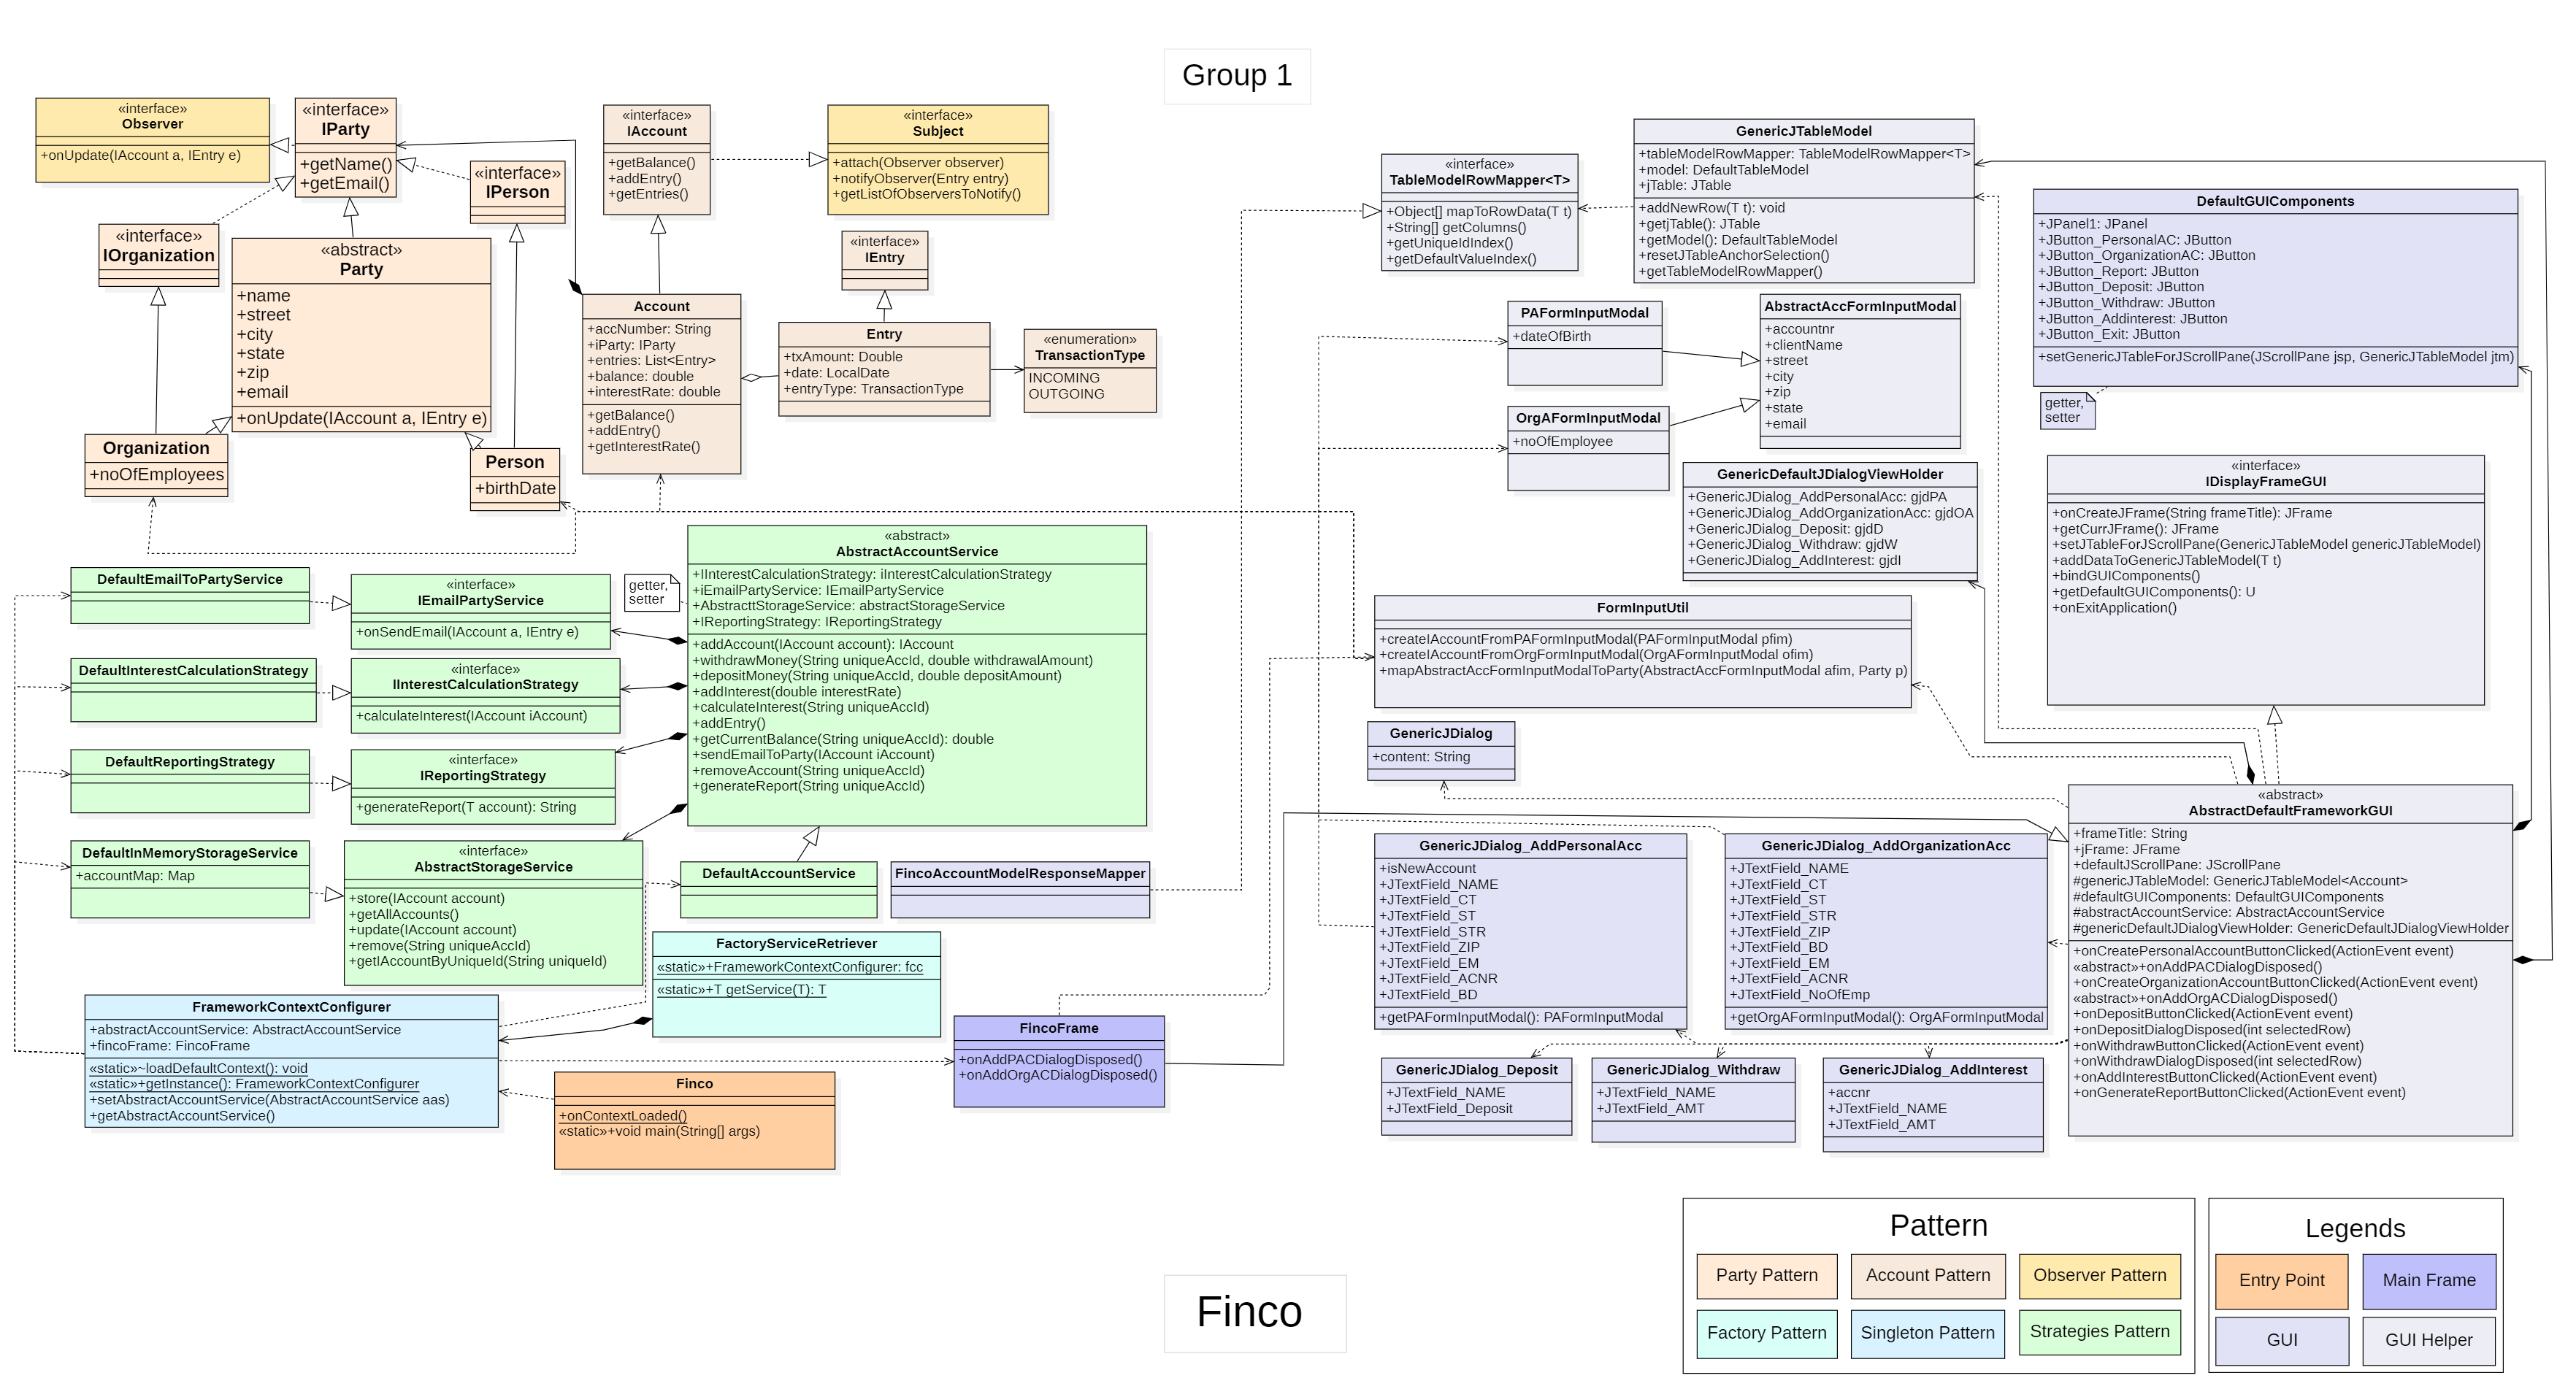 Group 1
«interface»
Observer
+onUpdate(IAccount a, IEntry e)
«interface»
IParty
+getName()
+getEmail()
«interface»
IPerson
«interface»
IOrganization
«abstract»
Party
+name
+street
+city
+state
+zip
+email
+onUpdate(IAccount a, IEntry e)
Organization
+noOfEmployees
Person
+birthDate
«interface»
IAccount
+getBalance()
+addEntry()
+getEntries()
«interface»
Subject
+attach(Observer observer)
+notifyObserver(Entry entry)
+getListOfObserversToNotify()
«interface»
IEntry
Account
+accNumber: String
+iParty: IParty
+entries: List<Entry>
+balance: double
+interestRate: double
+getBalance()
+addEntry()
+getInterestRate()
Entry
+txAmount: Double
+date: LocalDate
+entryType: TransactionType
«enumeration»
TransactionType
INCOMING
OUTGOING
«interface»
TableModelRowMapper<T>
+Object[] mapToRowData(T t)
+String[] getColumns()
+getUniqueIdIndex()
+getDefaultValueIndex()
GenericJTableModel
+tableModelRowMapper: TableModelRowMapper<T>
+model: DefaultTableModel
+jTable: JTable
+addNewRow(T t): void
+getjTable(): JTable
+getModel(): DefaultTableModel
+resetJTableAnchorSelection()
+getTableModelRowMapper()
DefaultGUIComponents
+JPanel1: JPanel
+JButton_PersonalAC: JButton
+JButton_OrganizationAC: JButton
+JButton_Report: JButton
+JButton_Deposit: JButton
+JButton_Withdraw: JButton
+JButton_Addinterest: JButton
+JButton_Exit: JButton
+setGenericJTableForJScrollPane(JScrollPane jsp, GenericJTableModel jtm)
getter,
setter
PAFormInputModal
+dateOfBirth
AbstractAccFormInputModal
+accountnr
+clientName
+street
+city
+zip
+state
+email
OrgAFormInputModal
+noOfEmployee
GenericDefaultJDialogViewHolder
+GenericJDialog_AddPersonalAcc: gjdPA
+GenericJDialog_AddOrganizationAcc: gjdOA
+GenericJDialog_Deposit: gjdD
+GenericJDialog_Withdraw: gjdW
+GenericJDialog_AddInterest: gjdI
«interface»
IDisplayFrameGUI
+onCreateJFrame(String frameTitle): JFrame
+getCurrJFrame(): JFrame
+setJTableForJScrollPane(GenericJTableModel genericJTableModel)
+addDataToGenericJTableModel(T t)
+bindGUIComponents()
+getDefaultGUIComponents(): U
+onExitApplication()
FormInputUtil
+createIAccountFromPAFormInputModal(PAFormInputModal pfim)
+createIAccountFromOrgFormInputModal(OrgAFormInputModal ofim)
+mapAbstractAccFormInputModalToParty(AbstractAccFormInputModal afim, Party p)
DefaultEmailToPartyService
«interface»
IEmailPartyService
+onSendEmail(IAccount a, IEntry e)
getter,
setter
«abstract»
AbstractAccountService
+IInterestCalculationStrategy: iInterestCalculationStrategy
+iEmailPartyService: IEmailPartyService
+AbstracttStorageService: abstractStorageService
+IReportingStrategy: IReportingStrategy
+addAccount(IAccount account): IAccount
+withdrawMoney(String uniqueAccId, double withdrawalAmount)
+depositMoney(String uniqueAccId, double depositAmount)
+addInterest(double interestRate)
+calculateInterest(String uniqueAccId)
+addEntry()
+getCurrentBalance(String uniqueAccId): double
+sendEmailToParty(IAccount iAccount)
+removeAccount(String uniqueAccId)
+generateReport(String uniqueAccId)
DefaultInterestCalculationStrategy
«interface»
IInterestCalculationStrategy
+calculateInterest(IAccount iAccount)
DefaultReportingStrategy
«interface»
IReportingStrategy
+generateReport(T account): String
DefaultInMemoryStorageService
+accountMap: Map
«interface»
AbstractStorageService
+store(IAccount account)
+getAllAccounts()
+update(IAccount account)
+remove(String uniqueAccId)
+getIAccountByUniqueId(String uniqueId)
DefaultAccountService
FincoAccountModelResponseMapper
FactoryServiceRetriever
«static»+FrameworkContextConfigurer: fcc
«static»+T getService(T): T
FrameworkContextConfigurer
+abstractAccountService: AbstractAccountService
+fincoFrame: FincoFrame
«static»~loadDefaultContext(): void
«static»+getInstance(): FrameworkContextConfigurer
+setAbstractAccountService(AbstractAccountService aas)
+getAbstractAccountService()
Finco
+onContextLoaded()
«static»+void main(String[] args)
FincoFrame
+onAddPACDialogDisposed()
+onAddOrgACDialogDisposed()
GenericJDialog
+content: String
GenericJDialog_AddPersonalAcc
+isNewAccount
+JTextField_NAME
+JTextField_CT
+JTextField_ST
+JTextField_STR
+JTextField_ZIP
+JTextField_EM
+JTextField_ACNR
+JTextField_BD
+getPAFormInputModal(): PAFormInputModal
GenericJDialog_AddOrganizationAcc
+JTextField_NAME
+JTextField_CT
+JTextField_ST
+JTextField_STR
+JTextField_ZIP
+JTextField_BD
+JTextField_EM
+JTextField_ACNR
+JTextField_NoOfEmp
+getOrgAFormInputModal(): OrgAFormInputModal
«abstract»
AbstractDefaultFrameworkGUI
+frameTitle: String
+jFrame: JFrame
+defaultJScrollPane: JScrollPane
#genericJTableModel: GenericJTableModel<Account>
#defaultGUIComponents: DefaultGUIComponents
#abstractAccountService: AbstractAccountService
#genericDefaultJDialogViewHolder: GenericDefaultJDialogViewHolder
+onCreatePersonalAccountButtonClicked(ActionEvent event)
«abstract»+onAddPACDialogDisposed()
+onCreateOrganizationAccountButtonClicked(ActionEvent event)
«abstract»+onAddOrgACDialogDisposed()
+onDepositButtonClicked(ActionEvent event)
+onDepositDialogDisposed(int selectedRow)
+onWithdrawButtonClicked(ActionEvent event)
+onWithdrawDialogDisposed(int selectedRow)
+onAddInterestButtonClicked(ActionEvent event)
+onGenerateReportButtonClicked(ActionEvent event)
GenericJDialog_Deposit
+JTextField_NAME
+JTextField_Deposit
GenericJDialog_Withdraw
+JTextField_NAME
+JTextField_AMT
GenericJDialog_AddInterest
+accnr
+JTextField_NAME
+JTextField_AMT
Pattern
Party Pattern
Account Pattern
Observer Pattern
Factory Pattern
Singleton Pattern
Strategies Pattern
Legends
Entry Point
Main Frame
GUI
GUI Helper
Finco